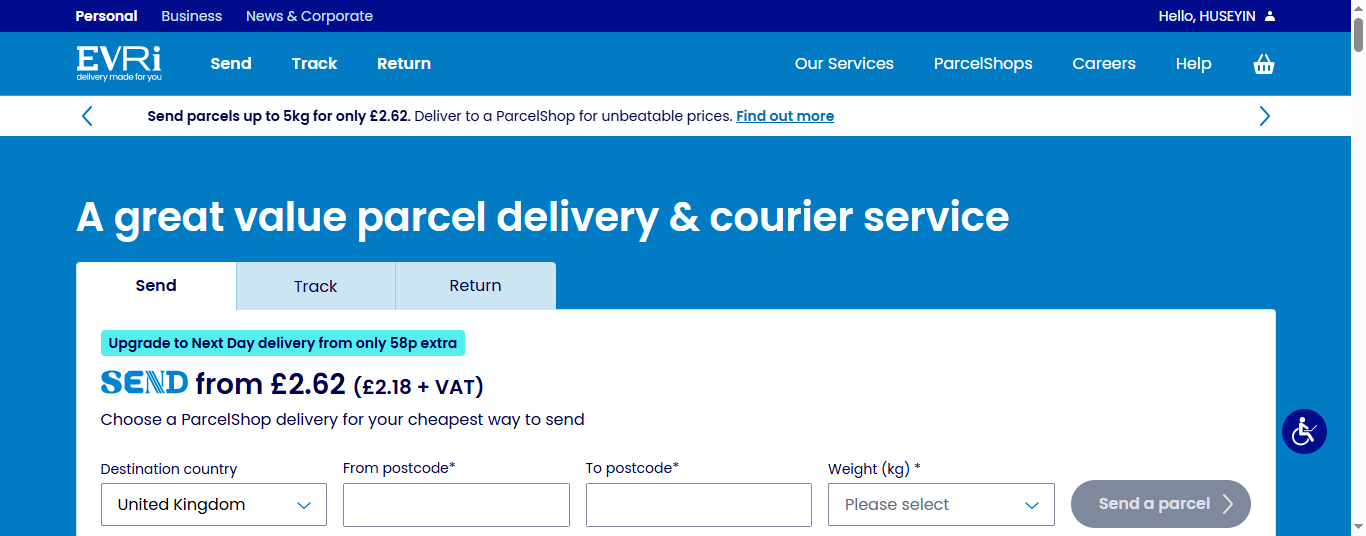 Personal Business News & Corporate Hello, HUSEYIN
EVRi
delivery made for you
Send Track Return Our Services ParcelShops Careers Help
Send parcels up to 5kg for only £2.62. Deliver to a ParcelShop for unbeatable prices. Find out more
A great value parcel delivery & courier service
Send Track Return
Upgrade to Next Day delivery from only 58p extra
SEND from £2.62 (£2.18 + VAT)
Choose a ParcelShop delivery for your cheapest way to send
Destination country From postcode* To postcode* Weight (kg) *
United Kingdom Please select Send a parcel